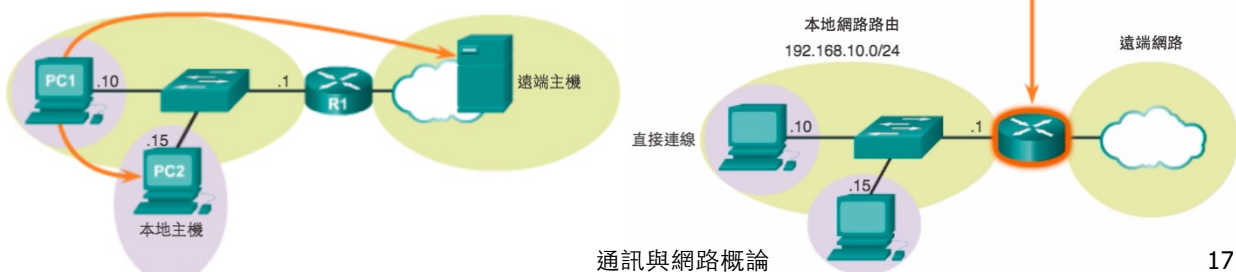 PC1
.10
.1
R1
遠端主機
.15
PC2
本地主機
本地網路路由
192.168.10.0/24
遠端網路
直接連線
.10
.1
.15
通訊與網路概論
17